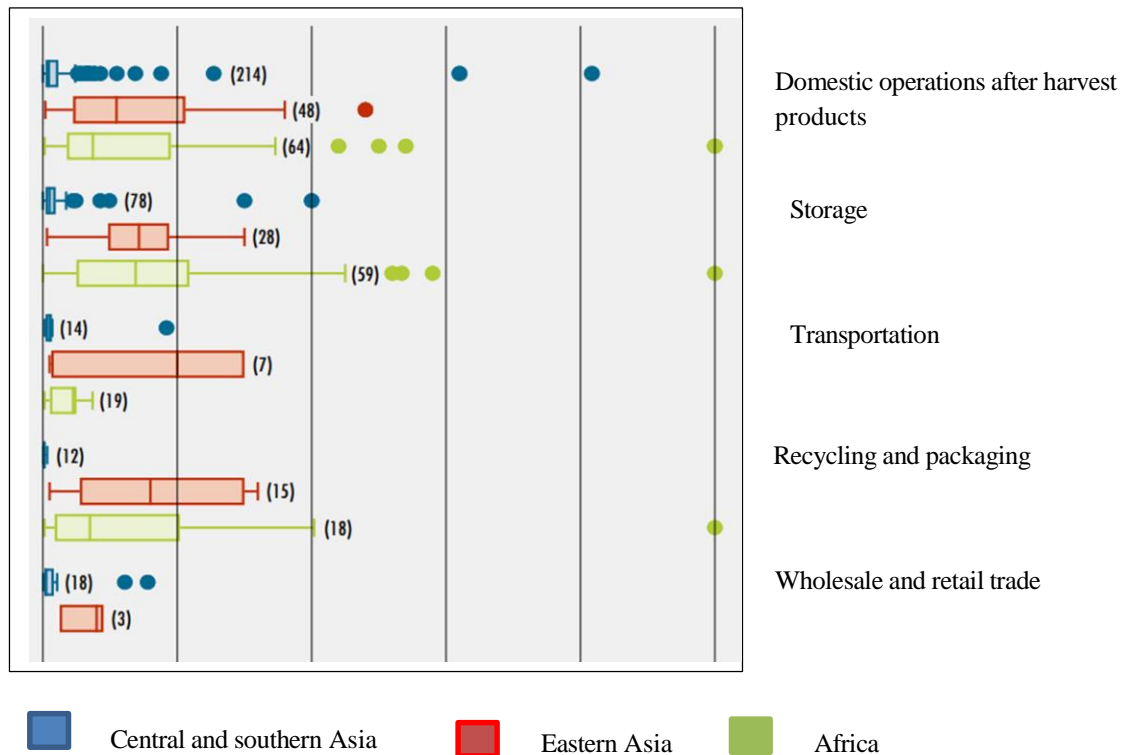 (214)
Domestic operations after harvest
products
(48)
(64)
(78)
Storage
(28)
(59)
(14)
Transportation
(7)
(19)
(12)
Recycling and packaging
(15)
(18)
(18)
Wholesale and retail trade
(3)
Central and southern Asia
Eastern Asia
Africa